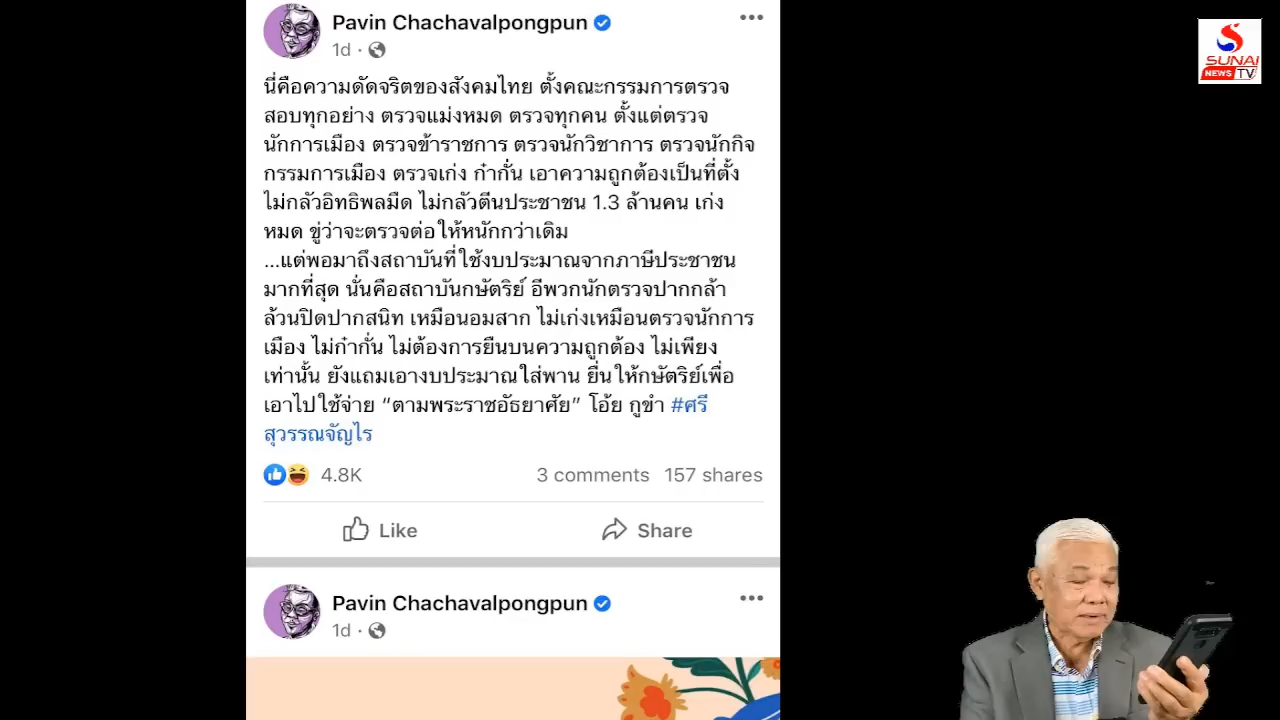 Pavin Chachavalpongpun
1d ·
นี่คือความดัดจริตของสังคมไทย ตั้งคณะกรรมการตรวจ
สอบทุกอย่าง ตรวจแม่งหมด ตรวจทุกคน ตั้งแต่ตรวจ
นักการเมือง ตรวจข้าราชการ ตรวจนักวิชาการ ตรวจนักกิจ
กรรมการเมือง ตรวจเก่ง ก๋ากั่น เอาความถูกต้องเป็นที่ตั้ง
ไม่กลัวอิทธิพลมืด ไม่กลัวตีนประชาชน 1.3 ล้านคน เก่ง
หมด ขู่ว่าจะตรวจต่อให้หนักกว่าเดิม
...แต่พอมาถึงสถาบันที่ใช้งบประมาณจากภาษีประชาชน
มากที่สุด นั่นคือสถาบันกษัตริย์ อีพวกนักตรวจปากกล้า
ล้วนปิดปากสนิท เหมือนอมสาก ไม่เก่งเหมือนตรวจนักการ
เมือง ไม่ก๋ากั่น ไม่ต้องการยืนบนความถูกต้อง ไม่เพียง
เท่านั้น ยังแถมเอางบประมาณใส่พาน ยื่นให้กษัตริย์เพื่อ
เอาไปใช้จ่าย “ตามพระราชอัธยาศัย” โอ้ย กูขำ #ศรี
สุวรรณจัญไร
4.8K 3 comments 157 shares
Like Share
Pavin Chachavalpongpun
1d ·
SUNAI
NEWS TV